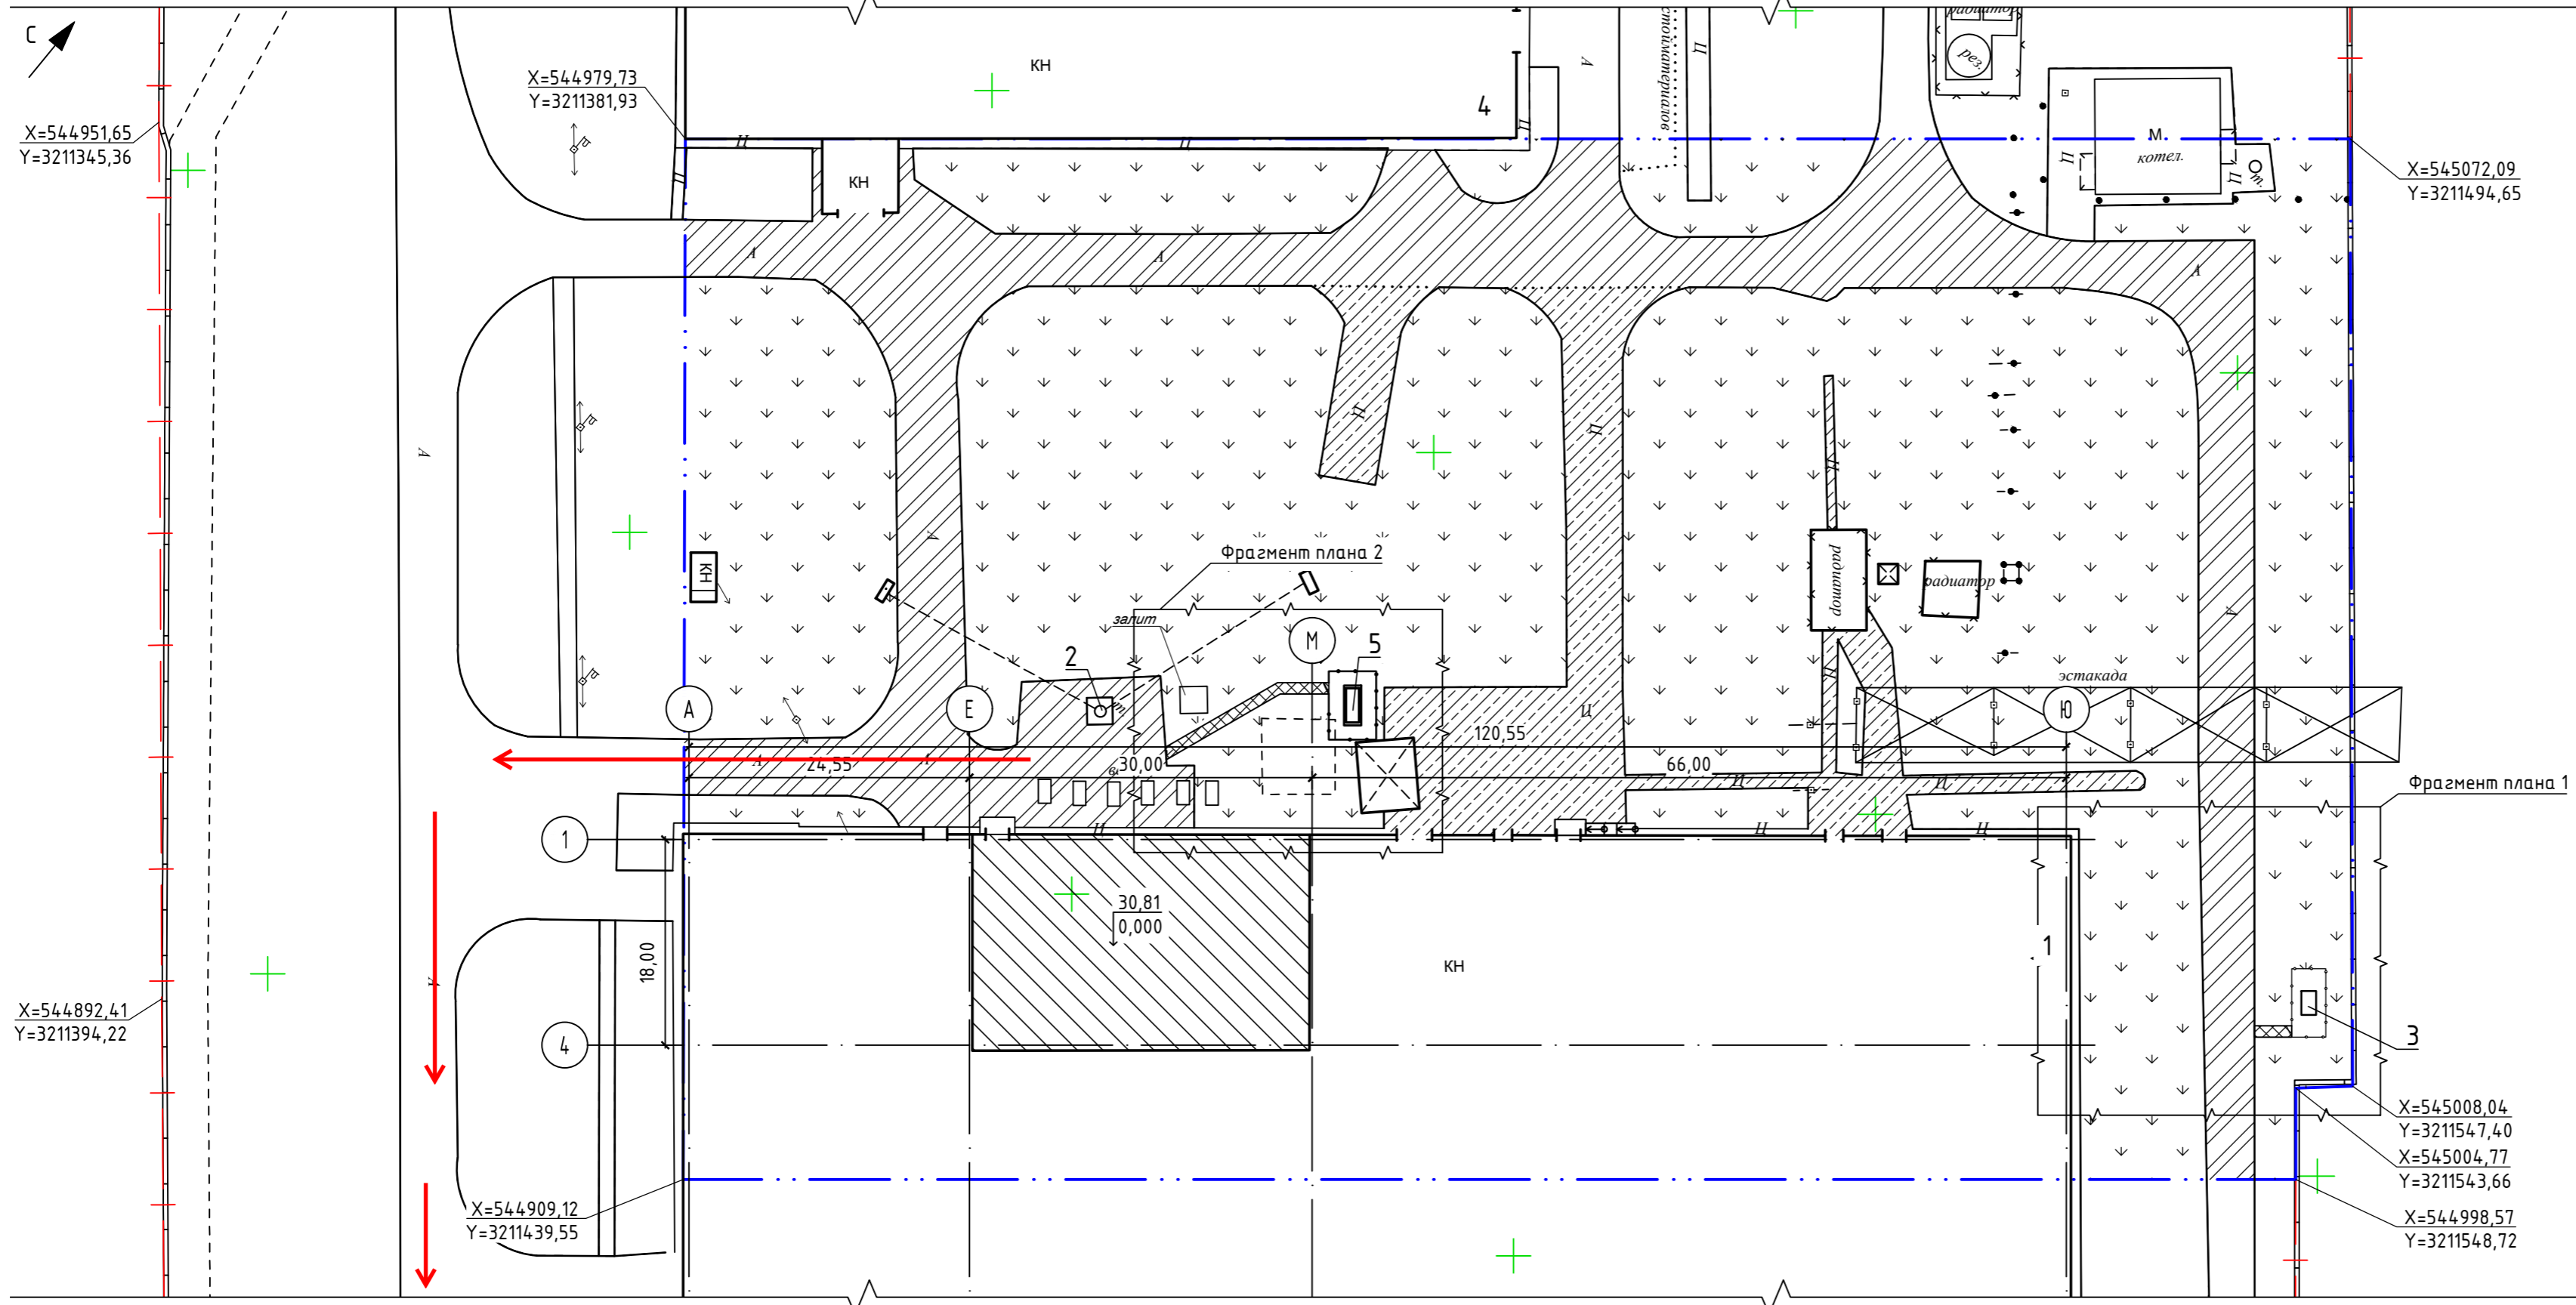 С
КН
4
X=544979,73
Y=3211381,93
X=544951,65
Y=3211345,36
стройматериалов
Ц
А
Ц
радиатор
рез.
М
котел.
Ц
Ц
От.
X=545072,09
Y=3211494,65
Ц
Ц
Ц
КН
А
А
А
А
Ц
Ц
Ц
А
КН
Фрагмент плана 2
радиатор
радиатор
А
залит
М
2
5
Ц
эстакада
А
Е
т.
Ц
Ю
120,55
А
А
24,55
30,00
66,00
Ц
Ц
Фрагмент плана 1
1
Ц
Ц
Ц
30,81
0,000
18,00
КН
1
А
X=544892,41
Y=3211394,22
4
3
X=545008,04
Y=3211547,40
X=545004,77
Y=3211543,66
X=544909,12
Y=3211439,55
X=544998,57
Y=3211548,72